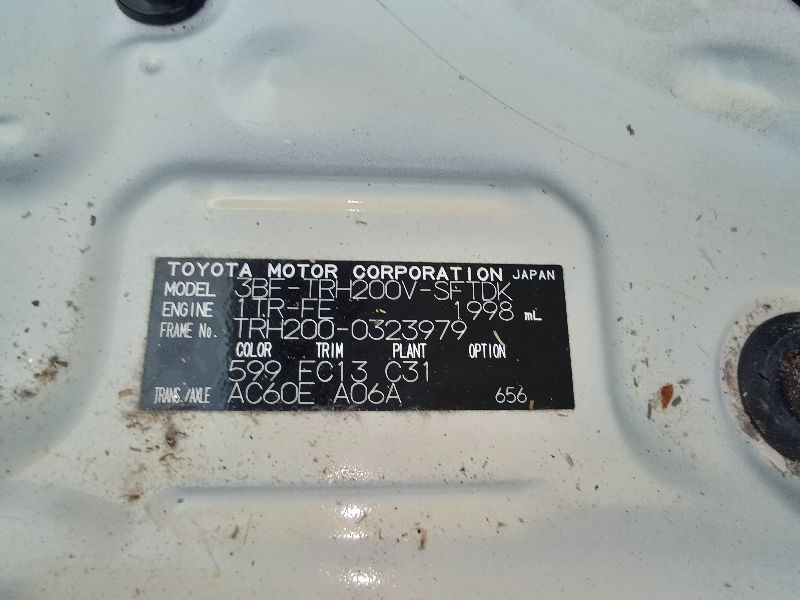 TOYOTA MOTOR CORPORATION JAPAN
MODEL 3BF-TRH200V-SFTDK
ENGINE 1TR-FE 1998 mL
FRAME No. TRH200-0323979
COLOR TRIM PLANT OPTION
599 FC13 C31
TRANS./AXLE AC60E A06A 656